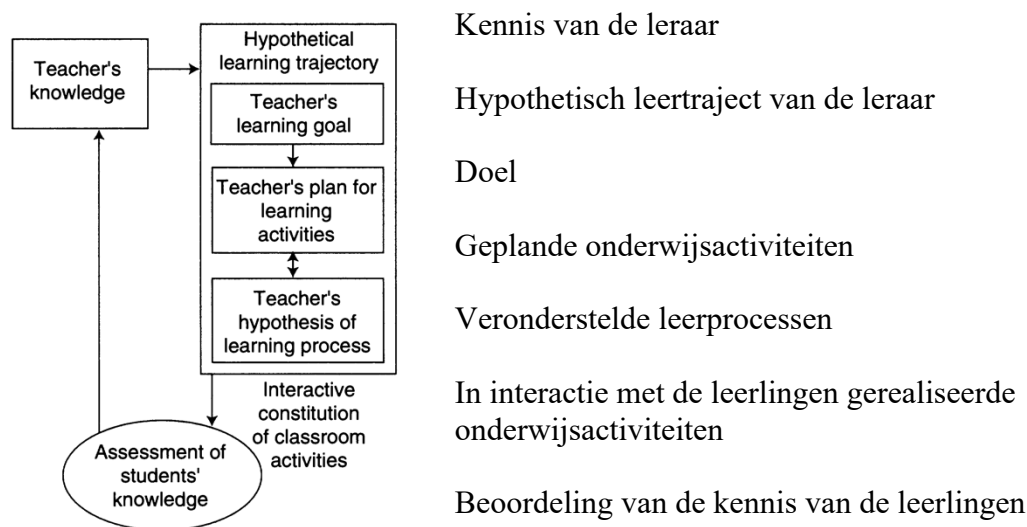 Teacher's
knowledge
Hypothetical
learning trajectory
Teacher's
learning goal
Teacher's plan for
learning
activities
Teacher's
hypothesis of
learning process
Interactive
constitution
of classroom
activities
Assessment of
students'
knowledge
Kennis van de leraar
Hypothetisch leertraject van de leraar
Doel
Geplande onderwijsactiviteiten
Veronderstelde leerprocessen
In interactie met de leerlingen gerealiseerde
onderwijsactiviteiten
Beoordeling van de kennis van de leerlingen